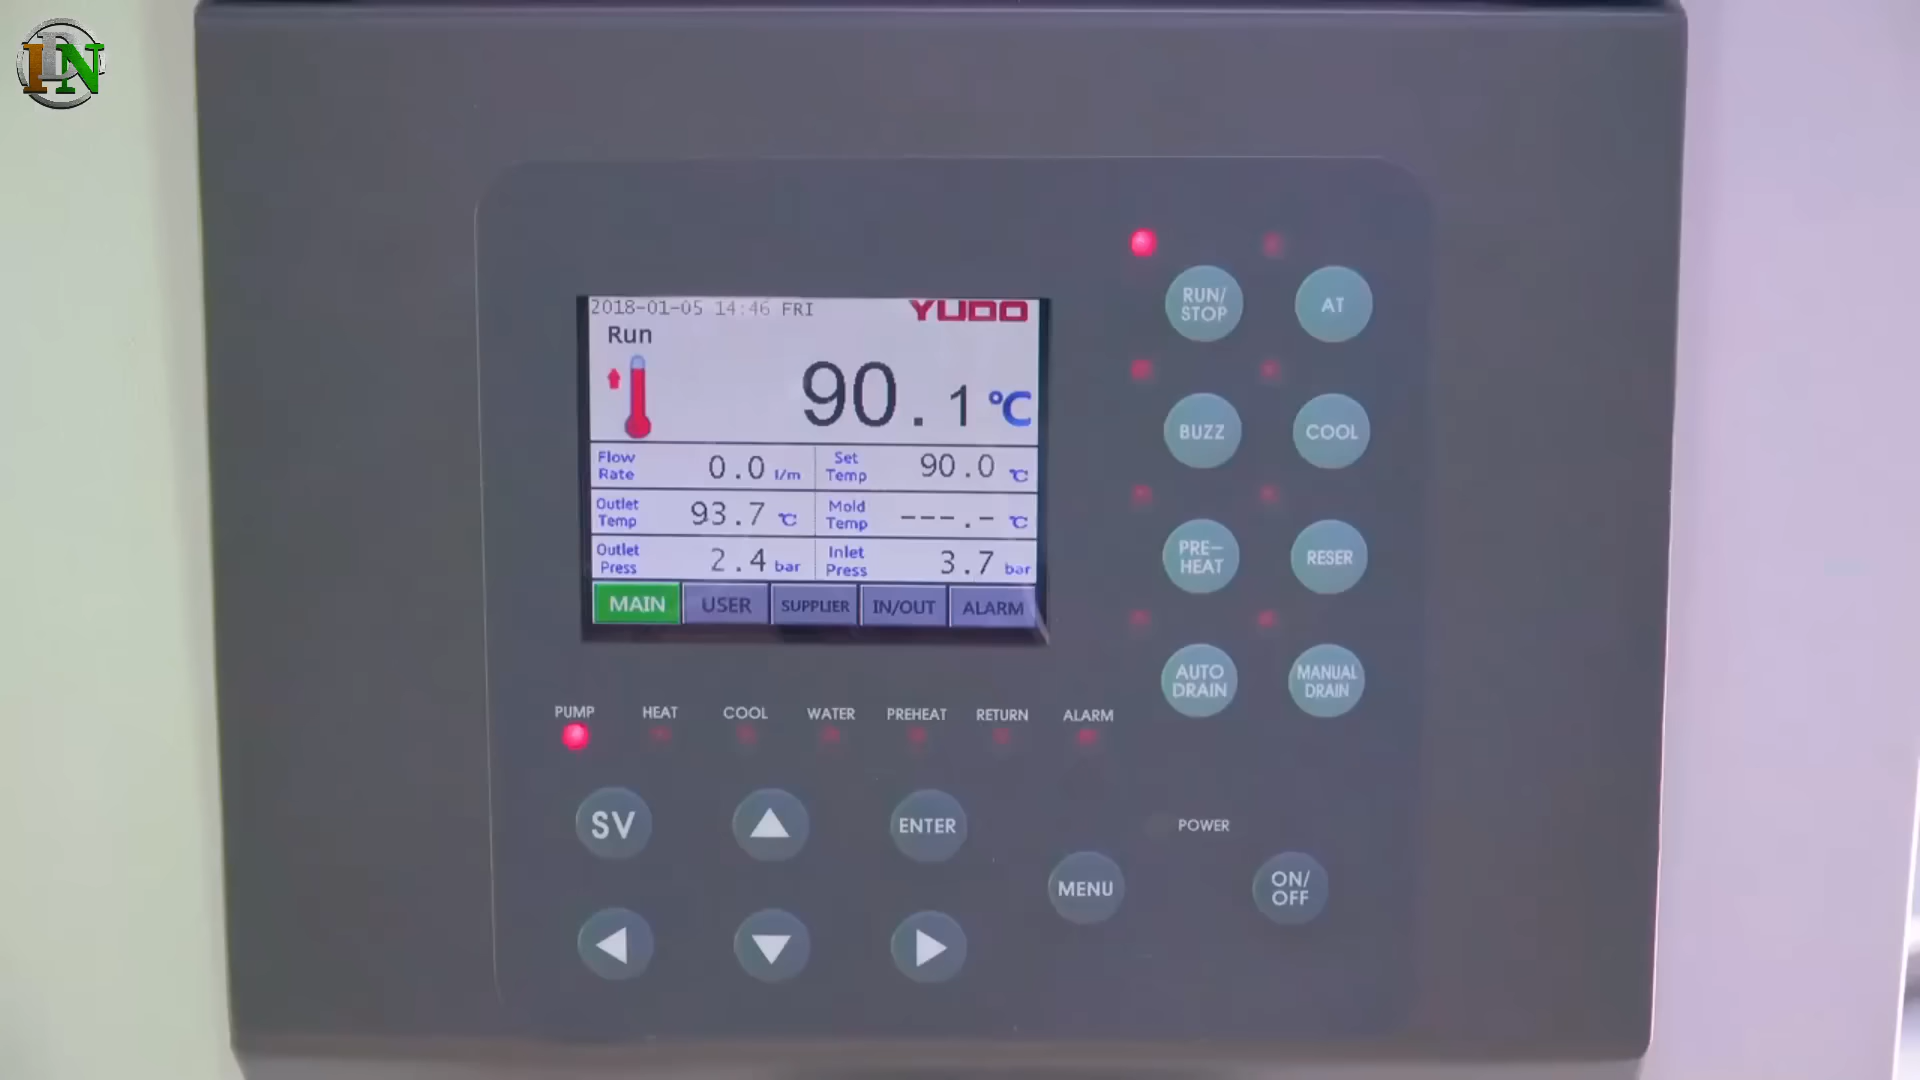 IDN
2018-01-05 14:46 FRI
YUDO
Run
90.1 °C
Flow Rate 0.0 l/m
Set Temp 90.0 ℃
Outlet Temp 93.7 ℃
Mold Temp ---.- ℃
Outlet Press 2.4 bar
Inlet Press 3.7 bar
MAIN USER SUPPLIER IN/OUT ALARM
RUN/
STOP
AT
BUZZ
COOL
PRE-
HEAT
RESER
AUTO
DRAIN
MANUAL
DRAIN
PUMP HEAT COOL WATER PREHEAT RETURN ALARM
SV
ENTER
MENU
POWER
ON/
OFF